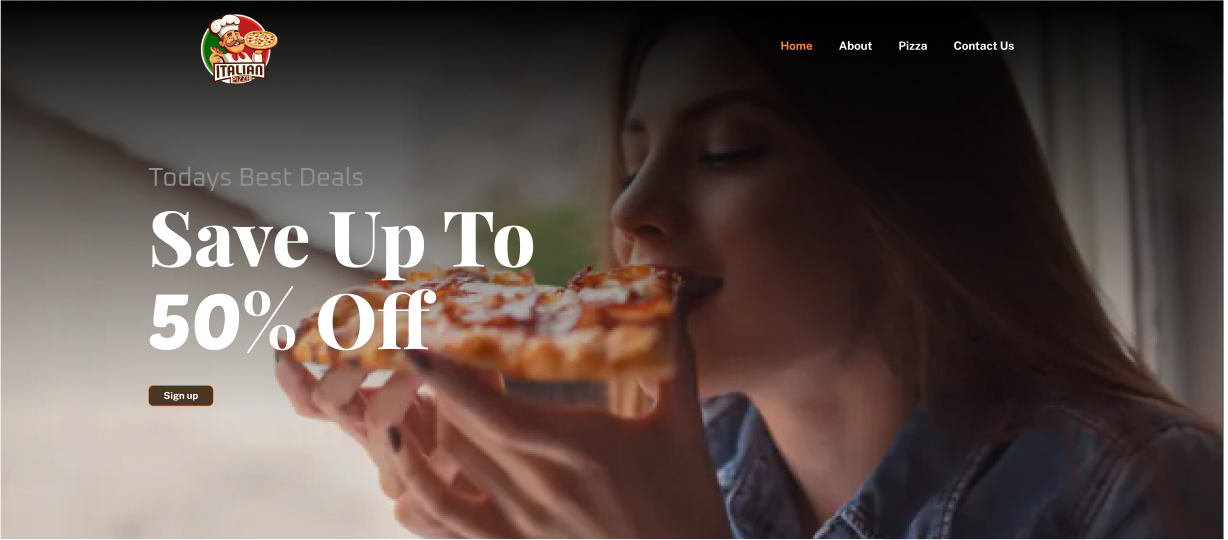 ITALIAN
PIZZA
Home About Pizza Contact Us
Todays Best Deals
Save Up To
50% Off
Sign up